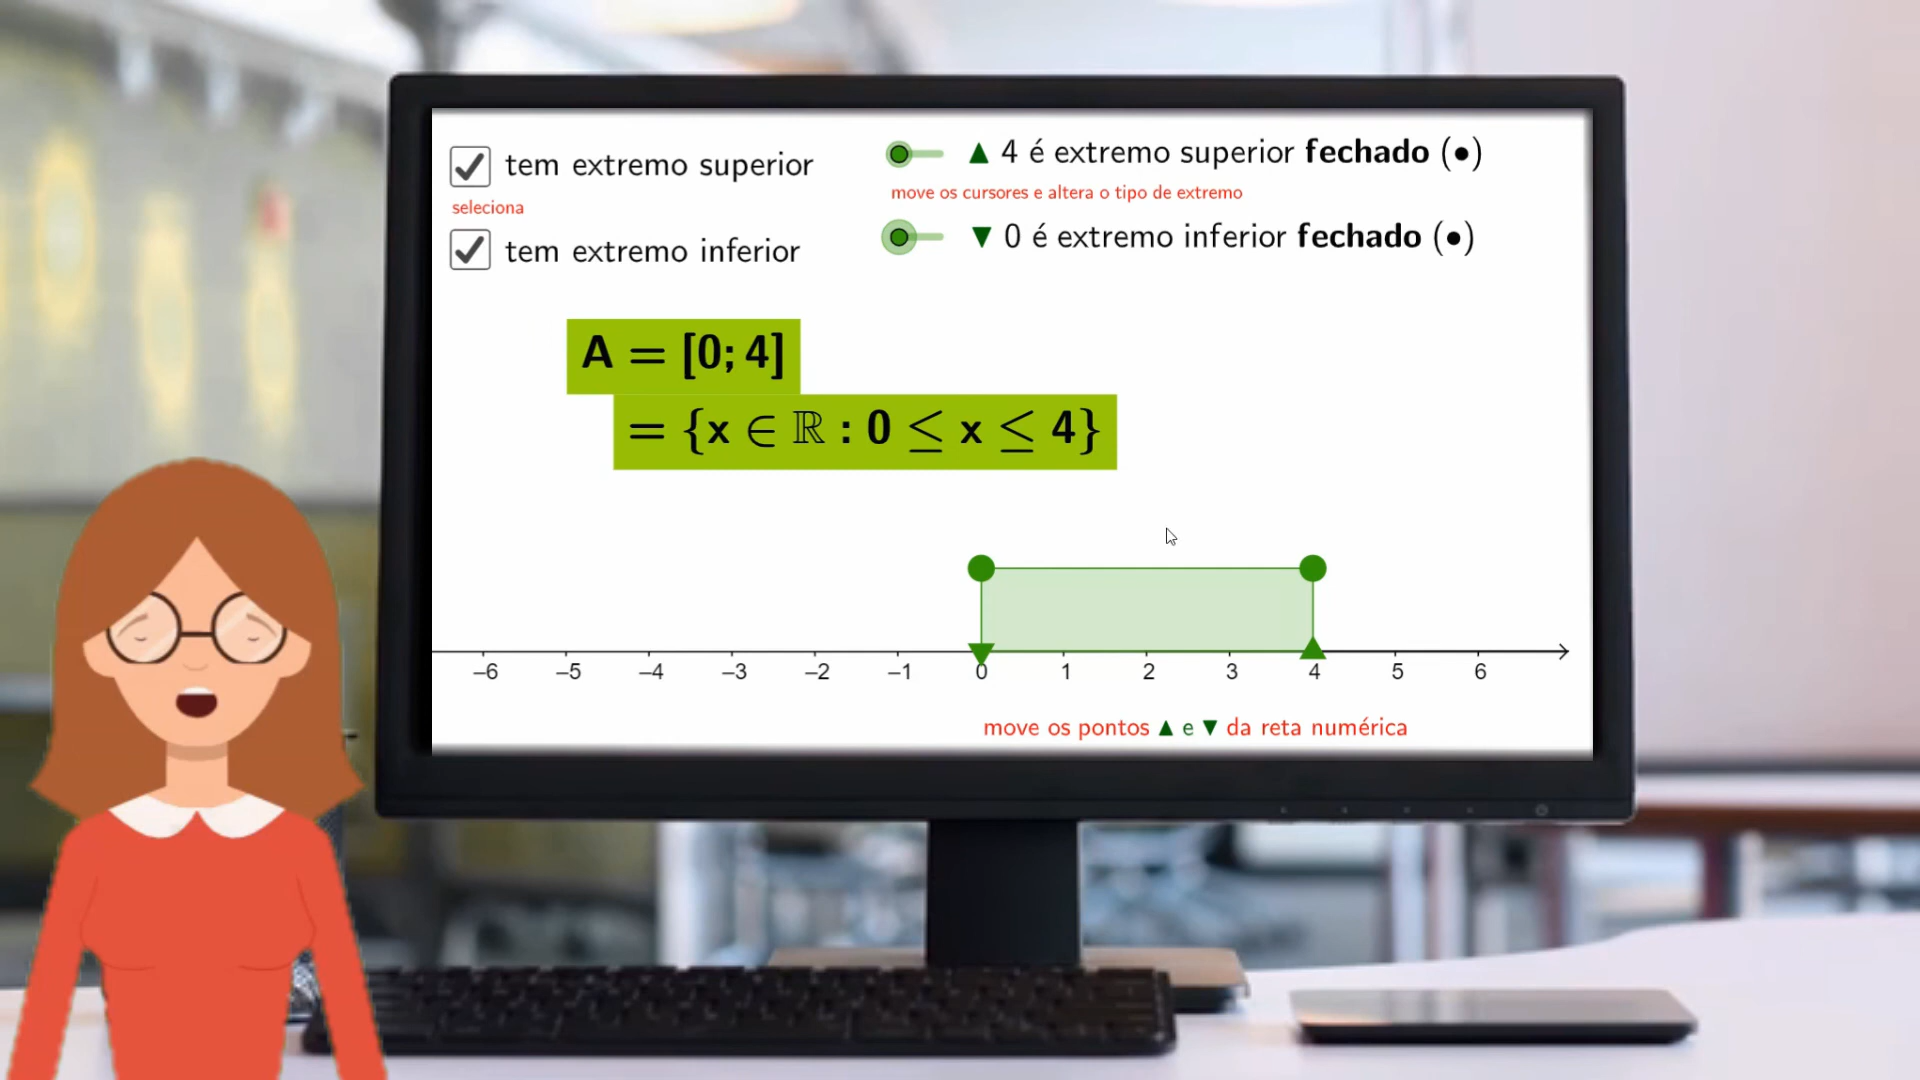 tem extremo superior
seleciona
tem extremo inferior
▲ 4 é extremo superior fechado (●)
move os cursores e altera o tipo de extremo
▼ 0 é extremo inferior fechado (●)
A = [0; 4]
= {x ∈ ℝ : 0 ≤ x ≤ 4}
–6 –5 –4 –3 –2 –1 0 1 2 3 4 5 6
move os pontos ▲ e ▼ da reta numérica